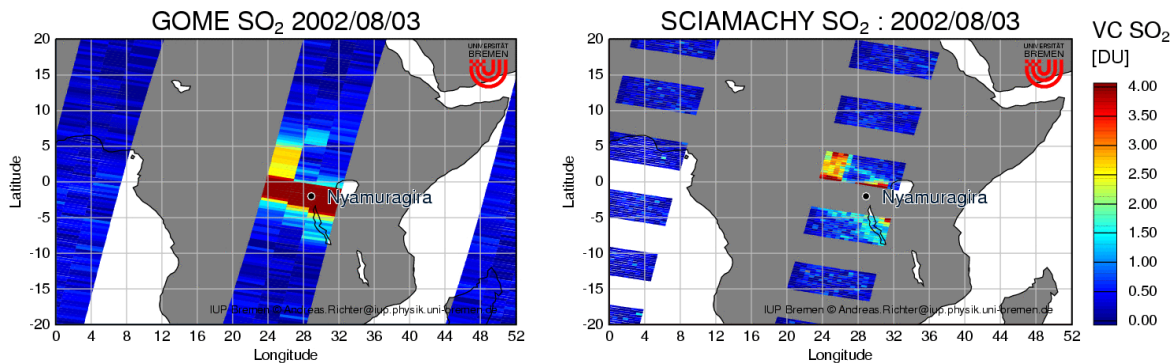 GOME SO₂ 2002/08/03
20
15
10
5
0
-5
-10
-15
-20
Latitude
UNIVERSITÄT
BREMEN
Nyamuragira
IUP Bremen © Andreas.Richter@iup.physik.uni-bremen.de
0 4 8 12 16 20 24 28 32 36 40 44 48 52
Longitude
SCIAMACHY SO₂ : 2002/08/03
20
15
10
5
0
-5
-10
-15
-20
Latitude
UNIVERSITÄT
BREMEN
Nyamuragira
IUP Bremen © Andreas.Richter@iup.physik.uni-bremen.de
0 4 8 12 16 20 24 28 32 36 40 44 48 52
Longitude
VC SO₂
[DU]
4.00
3.50
3.00
2.50
2.00
1.50
1.00
0.50
0.00